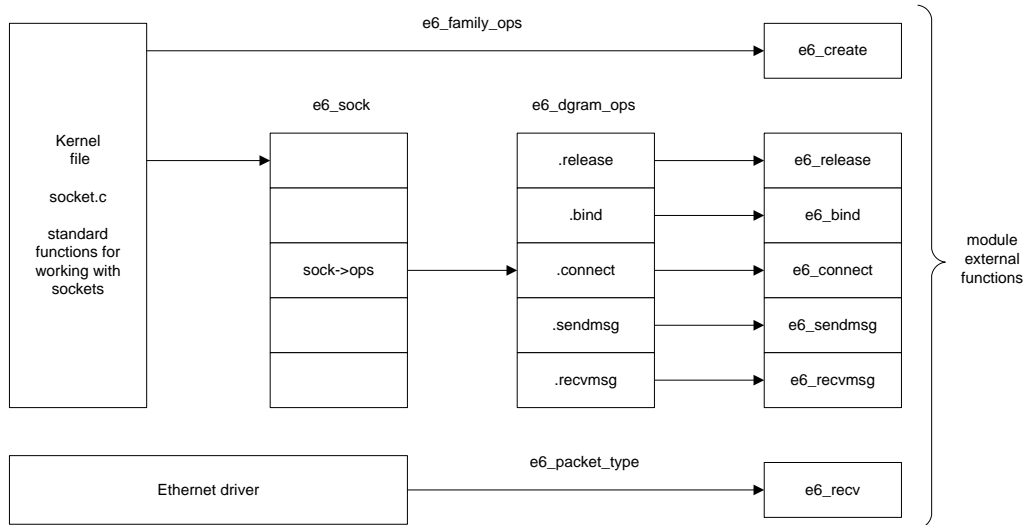 e6_family_ops
e6_create
e6_sock
e6_dgram_ops
Kernel
file
socket.c
standard
functions for
working with
sockets
sock->ops
.release
.bind
.connect
.sendmsg
.recvmsg
e6_release
e6_bind
e6_connect
e6_sendmsg
e6_recvmsg
module
external
functions
Ethernet driver
e6_packet_type
e6_recv